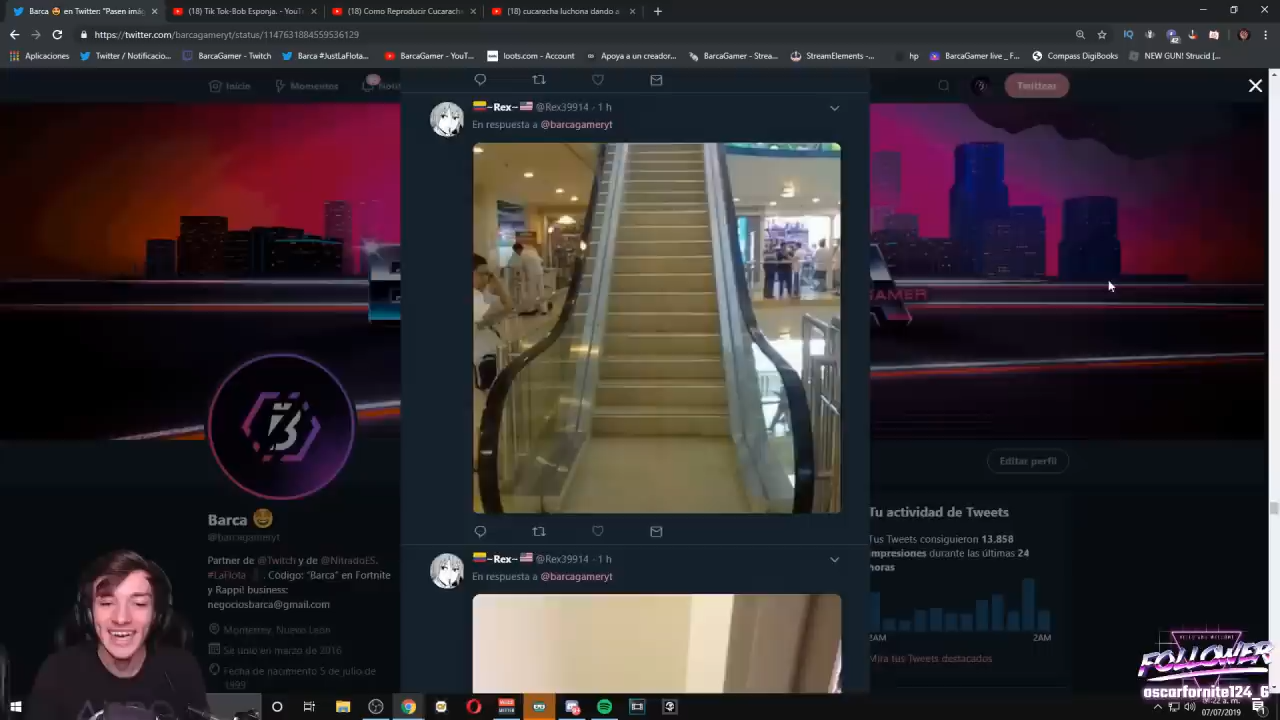 Barca 🤩 en Twitter: "Pasen imág
(18) Tik Tok-Bob Esponja. - YouT
(18) Como Reproducir Cucarach
(18) cucaracha luchona dando a
https://twitter.com/barcagameryt/status/1147631884559536129
Aplicaciones
Twitter / Notificacio...
BarcaGamer - Twitch
Barca #JustLaFlota...
BarcaGamer - YouT...
loots.com - Account
Apoya a un creador...
BarcaGamer - Strea...
StreamElements -...
hp
BarcaGamer live _ F...
Compass DigiBooks
NEW GUN! Strucid |...
Inicio
Momentos
Noti
Twittear
~Rex~ @Rex39914 - 1 h
En respuesta a @barcagameryt
GAMER
Editar perfil
Barca 🤩
@barcagameryt
Partner de @Twitch y de @NitradoES.
#LaFlota . Código: "Barca" en Fortnite
y Rappi! business:
negociosbarca@gmail.com
Monterrey, Nuevo León
Se unió en marzo de 2016
Fecha de nacimiento 5 de julio de
1999
~Rex~ @Rex39914 - 1 h
En respuesta a @barcagameryt
Tu actividad de Tweets
Tus Tweets consiguieron 13,858
impresiones durante las últimas 24
horas
2AM
2AM
Mira tus Tweets destacados
FOLLOWER
oscarfornite124_6
07/07/2019